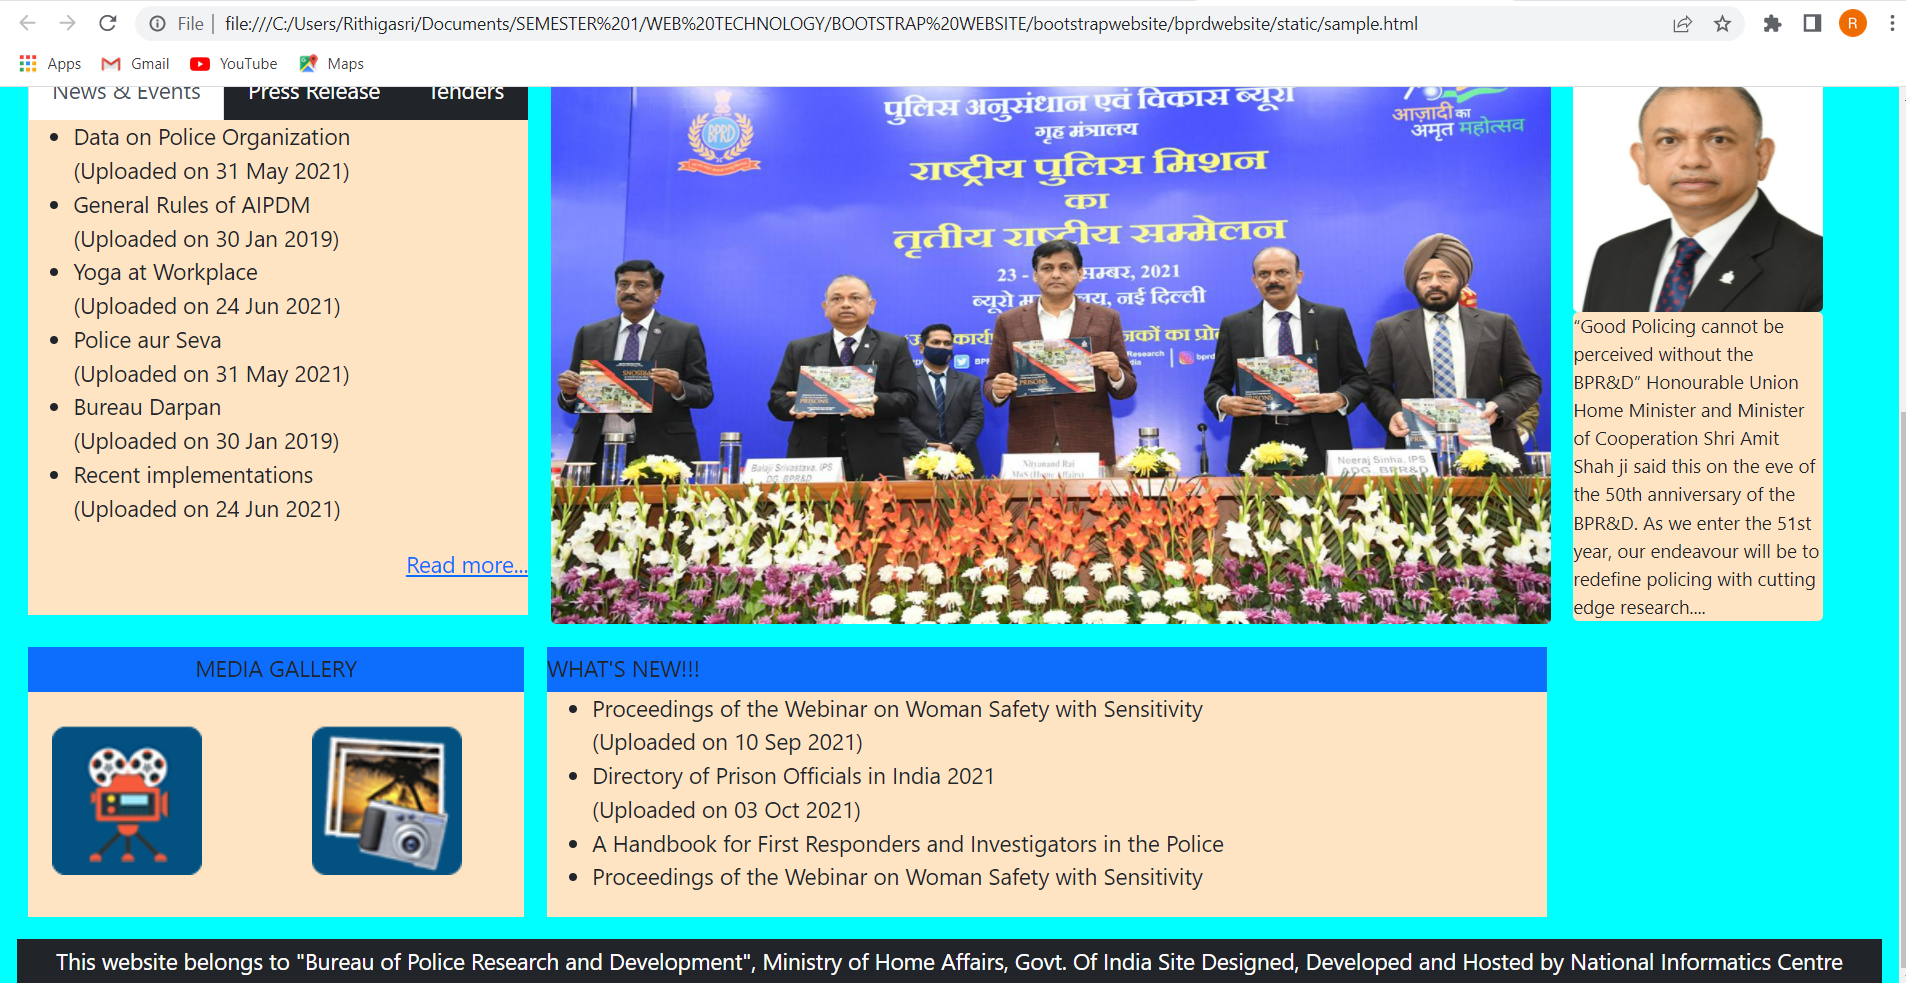 File
file:///C:/Users/Rithigasri/Documents/SEMESTER%201/WEB%20TECHNOLOGY/BOOTSTRAP%20WEBSITE/bootstrapwebsite/bprdwebsite/static/sample.html
R
Apps
Gmail
YouTube
Maps
News & Events
Press Release
Tenders
Data on Police Organization
(Uploaded on 31 May 2021)
General Rules of AIPDM
(Uploaded on 30 Jan 2019)
Yoga at Workplace
(Uploaded on 24 Jun 2021)
Police aur Seva
(Uploaded on 31 May 2021)
Bureau Darpan
(Uploaded on 30 Jan 2019)
Recent implementations
(Uploaded on 24 Jun 2021)
Read more...
पुलिस अनुसंधान एवं विकास ब्यूरो
गृह मंत्रालय
राष्ट्रीय पुलिस मिशन
का
तृतीय राष्ट्रीय सम्मेलन
23 - 2021
ब्यूरो नई दिल्ली
BPRD
आज़ादी का
अमृत महोत्सव
Research
PRISONS
PRISONS
PRISONS
Balaji Srivastava, IPS
DG, BPR&D
Nityanand Rai
MoS (Home Affairs)
Neeraj Sinha, IPS
ADG, BPR&D
“Good Policing cannot be
perceived without the
BPR&D” Honourable Union
Home Minister and Minister
of Cooperation Shri Amit
Shah ji said this on the eve of
the 50th anniversary of the
BPR&D. As we enter the 51st
year, our endeavour will be to
redefine policing with cutting
edge research....
MEDIA GALLERY
WHAT'S NEW!!!
Proceedings of the Webinar on Woman Safety with Sensitivity
(Uploaded on 10 Sep 2021)
Directory of Prison Officials in India 2021
(Uploaded on 03 Oct 2021)
A Handbook for First Responders and Investigators in the Police
Proceedings of the Webinar on Woman Safety with Sensitivity
This website belongs to "Bureau of Police Research and Development", Ministry of Home Affairs, Govt. Of India Site Designed, Developed and Hosted by National Informatics Centre